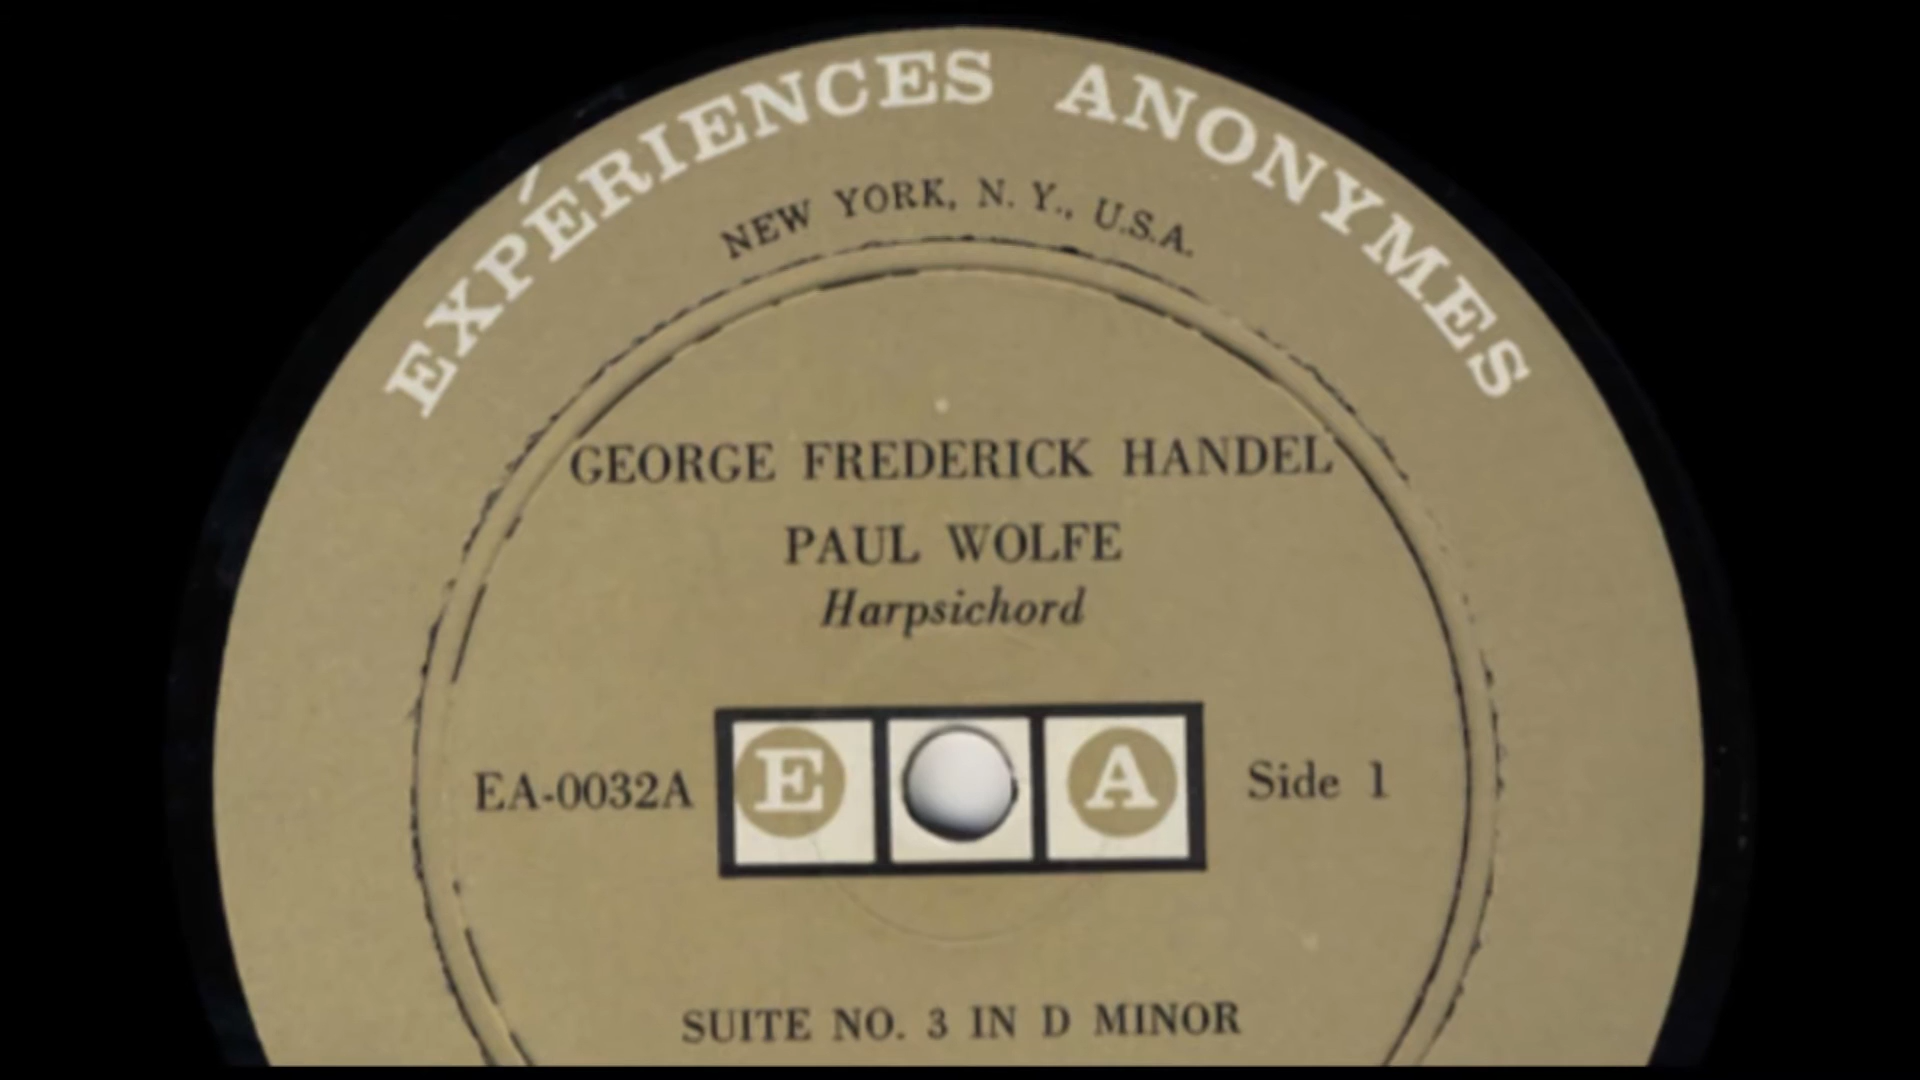 EXPÉRIENCES ANONYMES
NEW YORK, N. Y., U.S.A.
GEORGE FREDERICK HANDEL
PAUL WOLFE
Harpsichord
EA-0032A
E A
Side 1
SUITE NO. 3 IN D MINOR